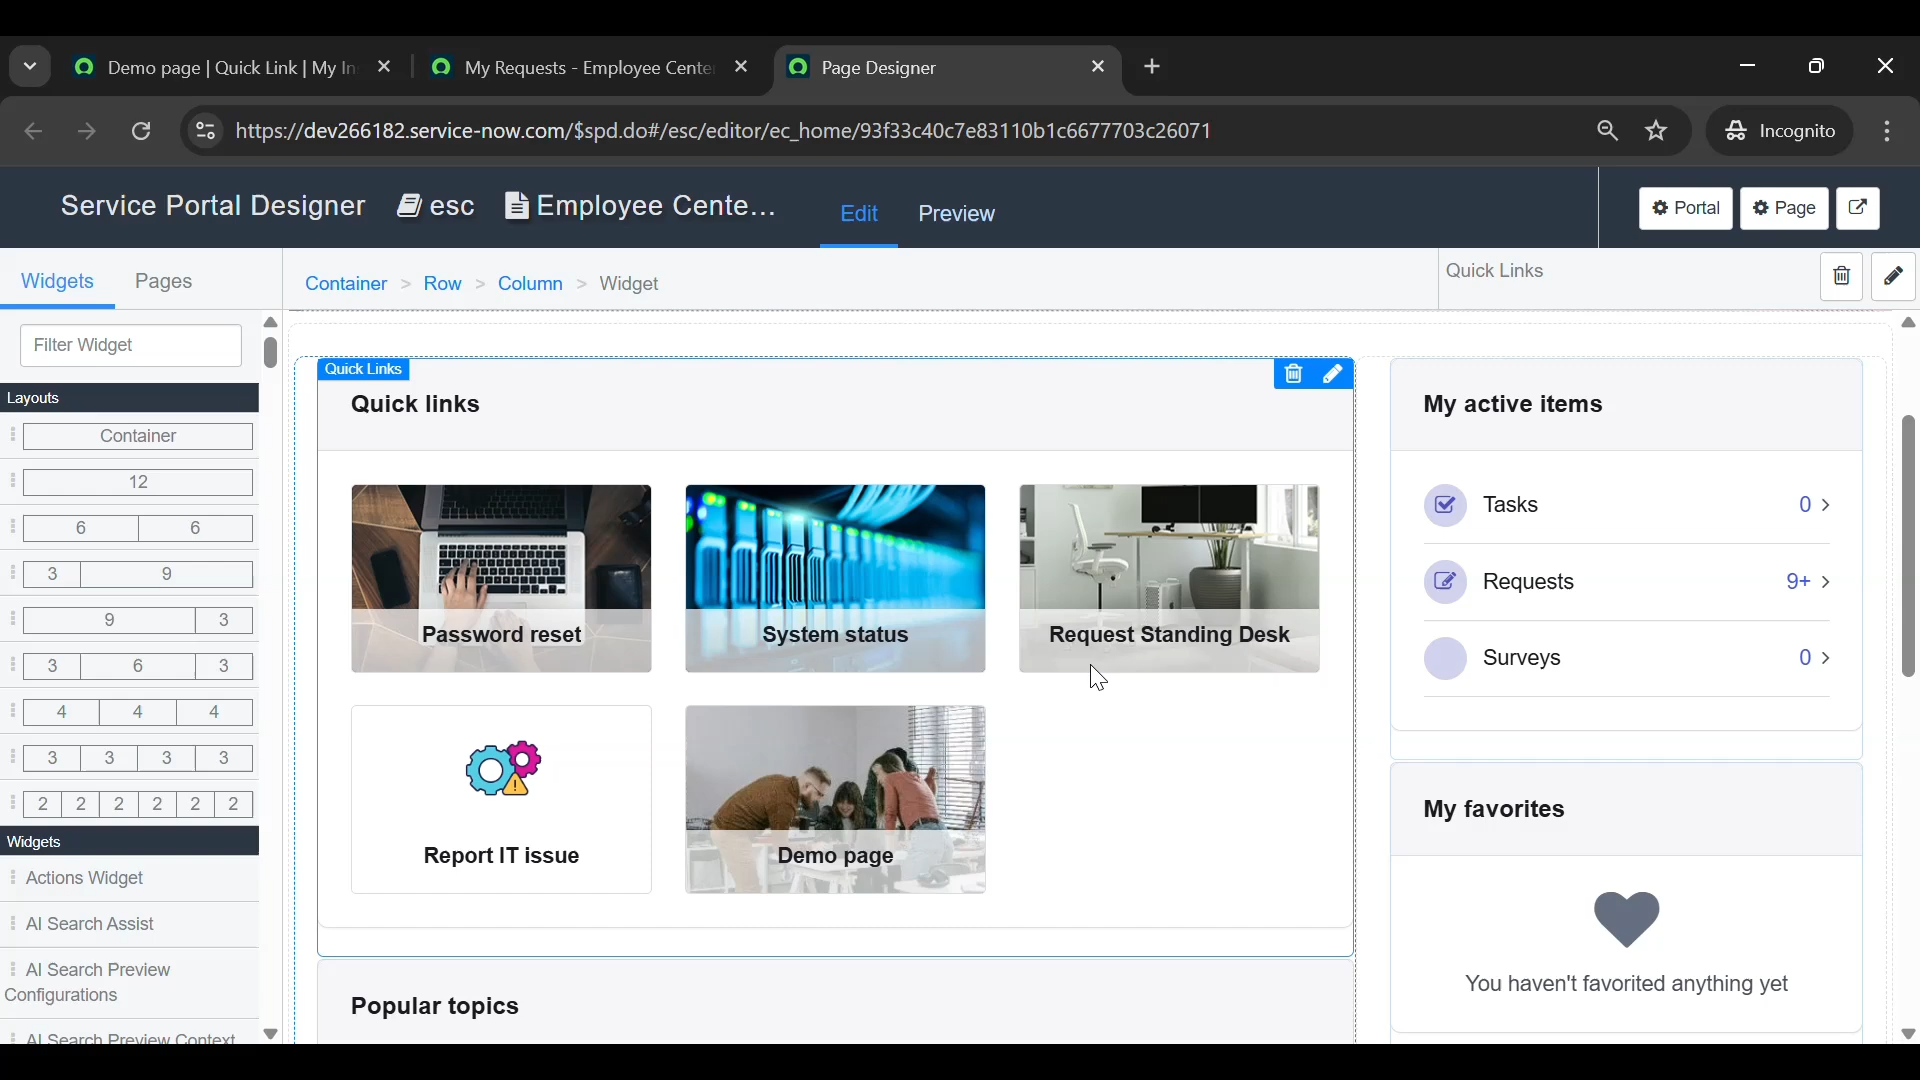 Demo page | Quick Link | My In
My Requests - Employee Center
Page Designer
https://dev266182.service-now.com/$spd.do#/esc/editor/ec_home/93f33c40c7e83110b1c6677703c26071
Incognito
Service Portal Designer
esc
Employee Cente...
Edit
Preview
Portal
Page
Widgets
Pages
Container > Row > Column > Widget
Quick Links
Filter Widget
Layouts
Container
12
6 6
3 9
9 3
3 6 3
4 4 4
3 3 3 3
2 2 2 2 2 2
Widgets
Actions Widget
AI Search Assist
AI Search Preview
Configurations
AI Search Preview Context
Quick Links
Quick links
Password reset
System status
Request Standing Desk
Report IT issue
Demo page
Popular topics
My active items
Tasks 0
Requests 9+
Surveys 0
My favorites
You haven't favorited anything yet